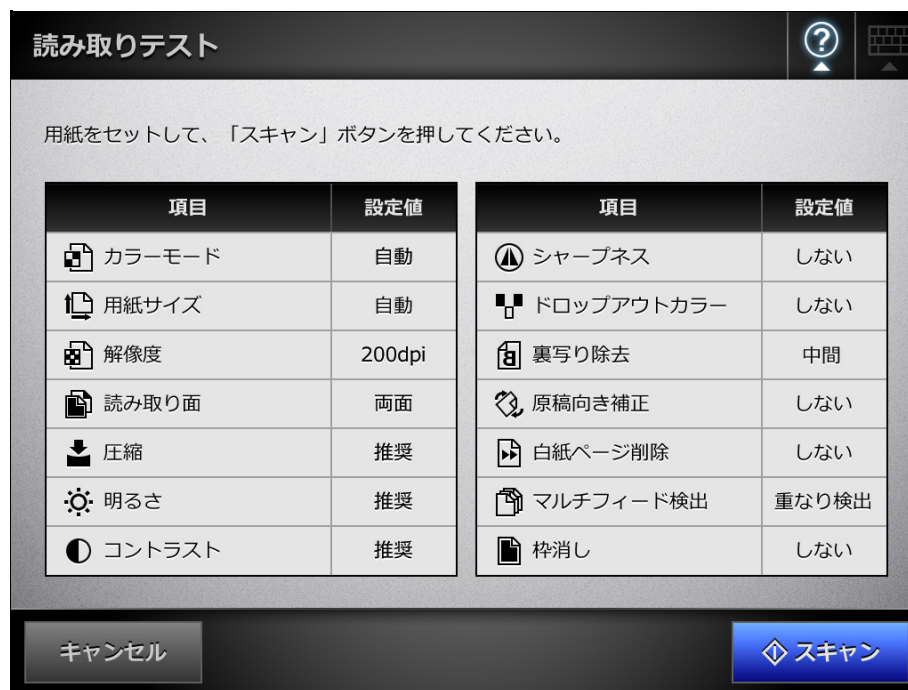 読み取りテスト
用紙をセットして、「スキャン」ボタンを押してください。
項目 設定値
カラーモード 自動
用紙サイズ 自動
解像度 200dpi
読み取り面 両面
圧縮 推奨
明るさ 推奨
コントラスト 推奨
項目 設定値
シャープネス しない
ドロップアウトカラー しない
裏写り除去 中間
原稿向き補正 しない
白紙ページ削除 しない
マルチフィード検出 重なり検出
枠消し しない
キャンセル
スキャン